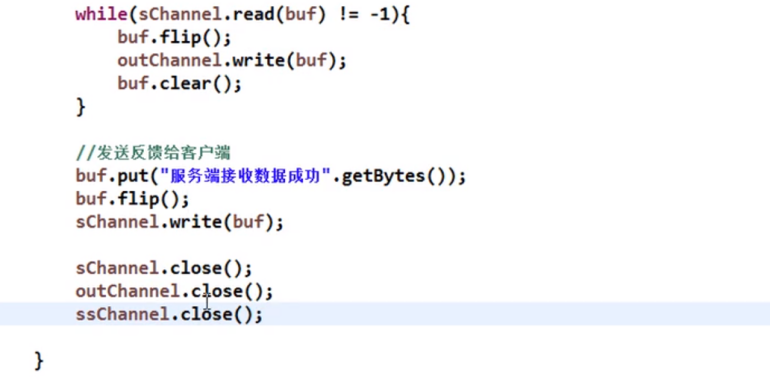 while(sChannel.read(buf) != -1){
buf.flip();
outChannel.write(buf);
buf.clear();
}
//发送反馈给客户端
buf.put("服务端接收数据成功".getBytes());
buf.flip();
sChannel.write(buf);
sChannel.close();
outChannel.close();
ssChannel.close();
}